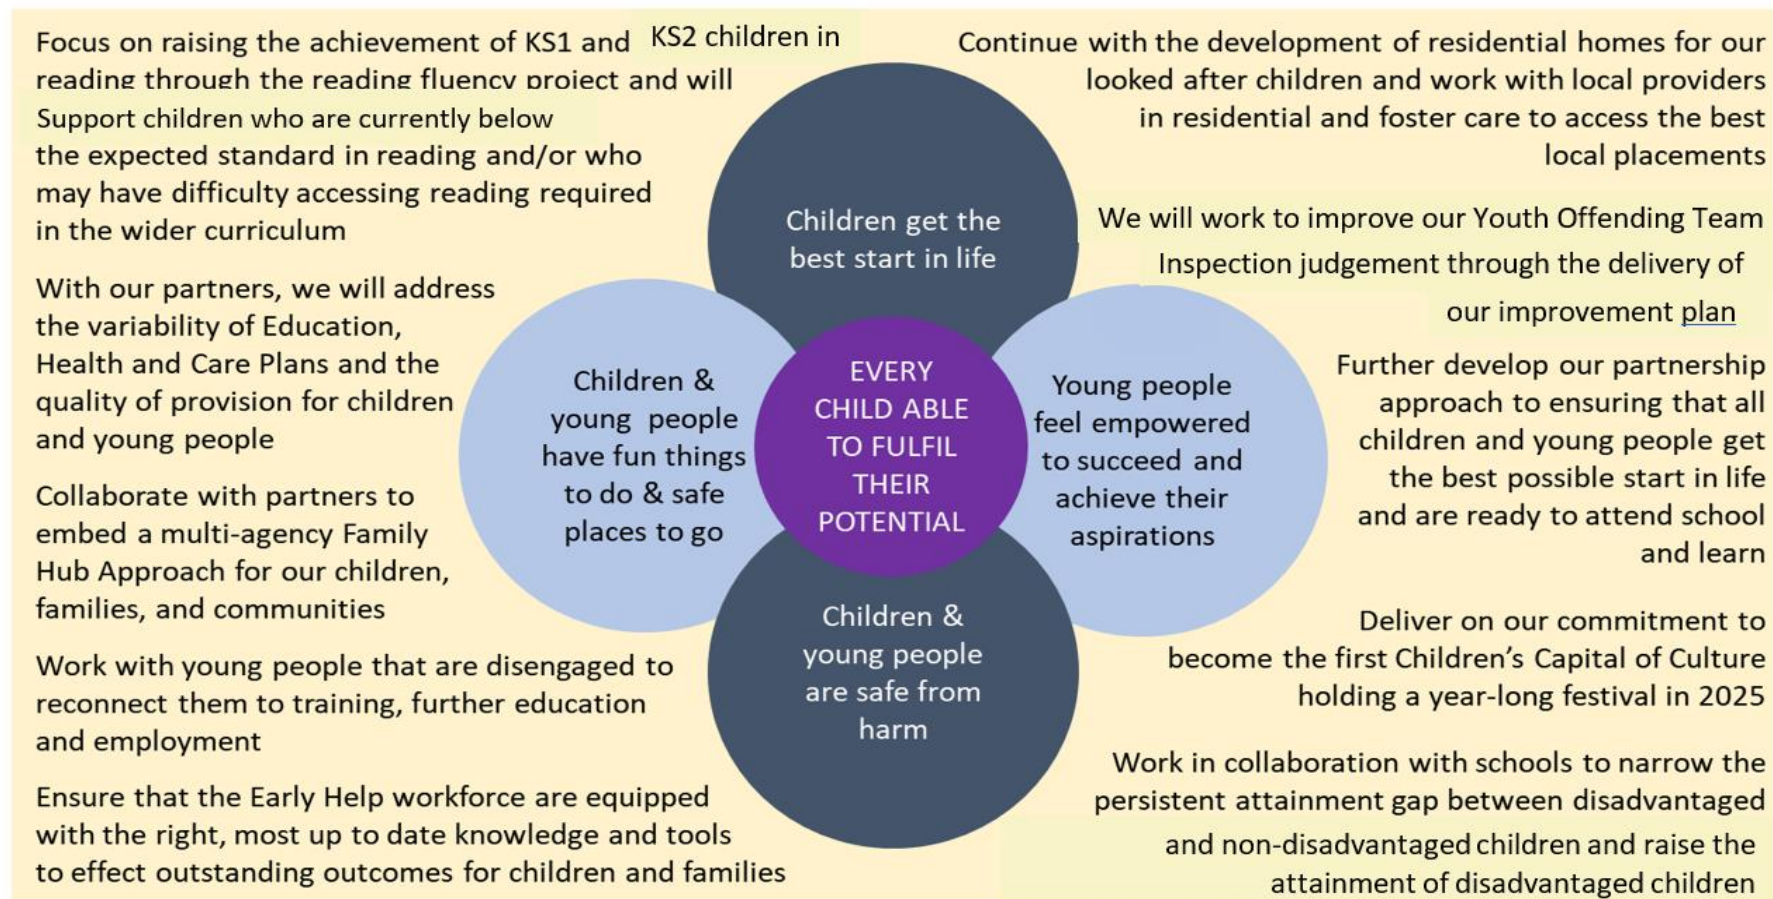 Focus on raising the achievement of KS1 and KS2 children in
reading through the reading fluency project and will
Support children who are currently below
the expected standard in reading and/or who
may have difficulty accessing reading required
in the wider curriculum
With our partners, we will address
the variability of Education,
Health and Care Plans and the
quality of provision for children
and young people
Collaborate with partners to
embed a multi-agency Family
Hub Approach for our children,
families, and communities
Work with young people that are disengaged to
reconnect them to training, further education
and employment
Ensure that the Early Help workforce are equipped
with the right, most up to date knowledge and tools
to effect outstanding outcomes for children and families
Children get the
best start in life
Children &
young people
have fun things
to do & safe
places to go
EVERY
CHILD ABLE
TO FULFIL
THEIR
POTENTIAL
Young people
feel empowered
to succeed and
achieve their
aspirations
Children &
young people
are safe from
harm
Continue with the development of residential homes for our
looked after children and work with local providers
in residential and foster care to access the best
local placements
We will work to improve our Youth Offending Team
Inspection judgement through the delivery of
our improvement plan
Further develop our partnership
approach to ensuring that all
children and young people get
the best possible start in life
and are ready to attend school
and learn
Deliver on our commitment to
become the first Children’s Capital of Culture
holding a year-long festival in 2025
Work in collaboration with schools to narrow the
persistent attainment gap between disadvantaged
and non-disadvantaged children and raise the
attainment of disadvantaged children